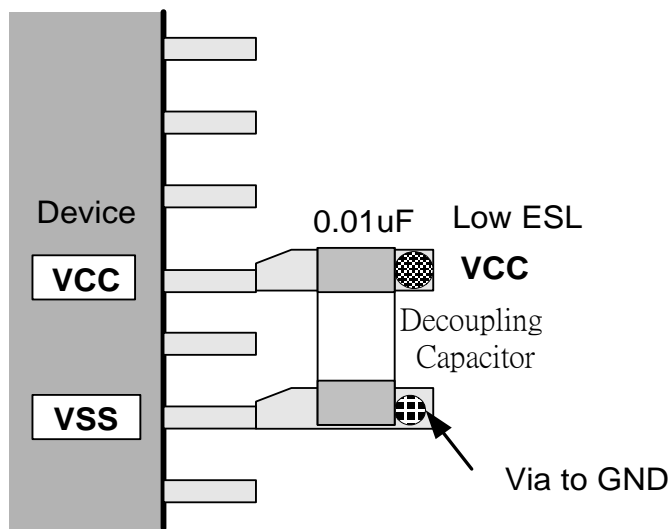 Device
0.01uF
Low ESL
VCC
VCC
Decoupling
Capacitor
VSS
Via to GND